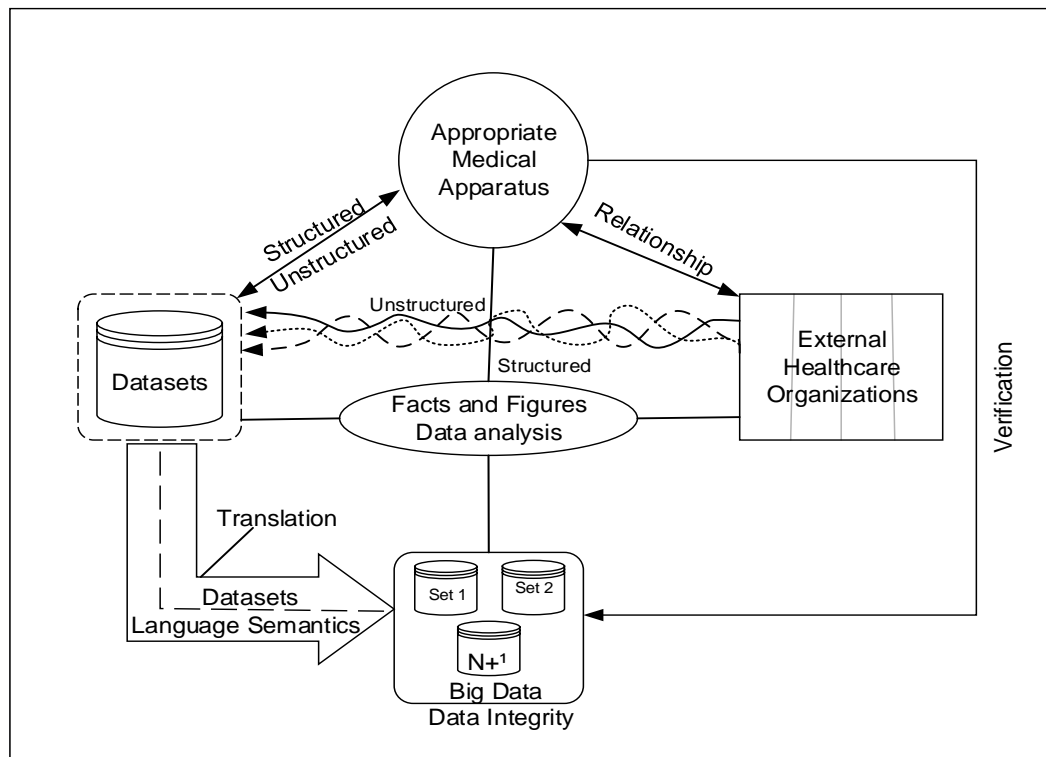 Appropriate
Medical
Apparatus
Structured
Unstructured
Relationship
Unstructured
Structured
Datasets
External
Healthcare
Organizations
Facts and Figures
Data analysis
Verification
Translation
Datasets
Language Semantics
Set 1
Set 2
N+¹
Big Data
Data Integrity